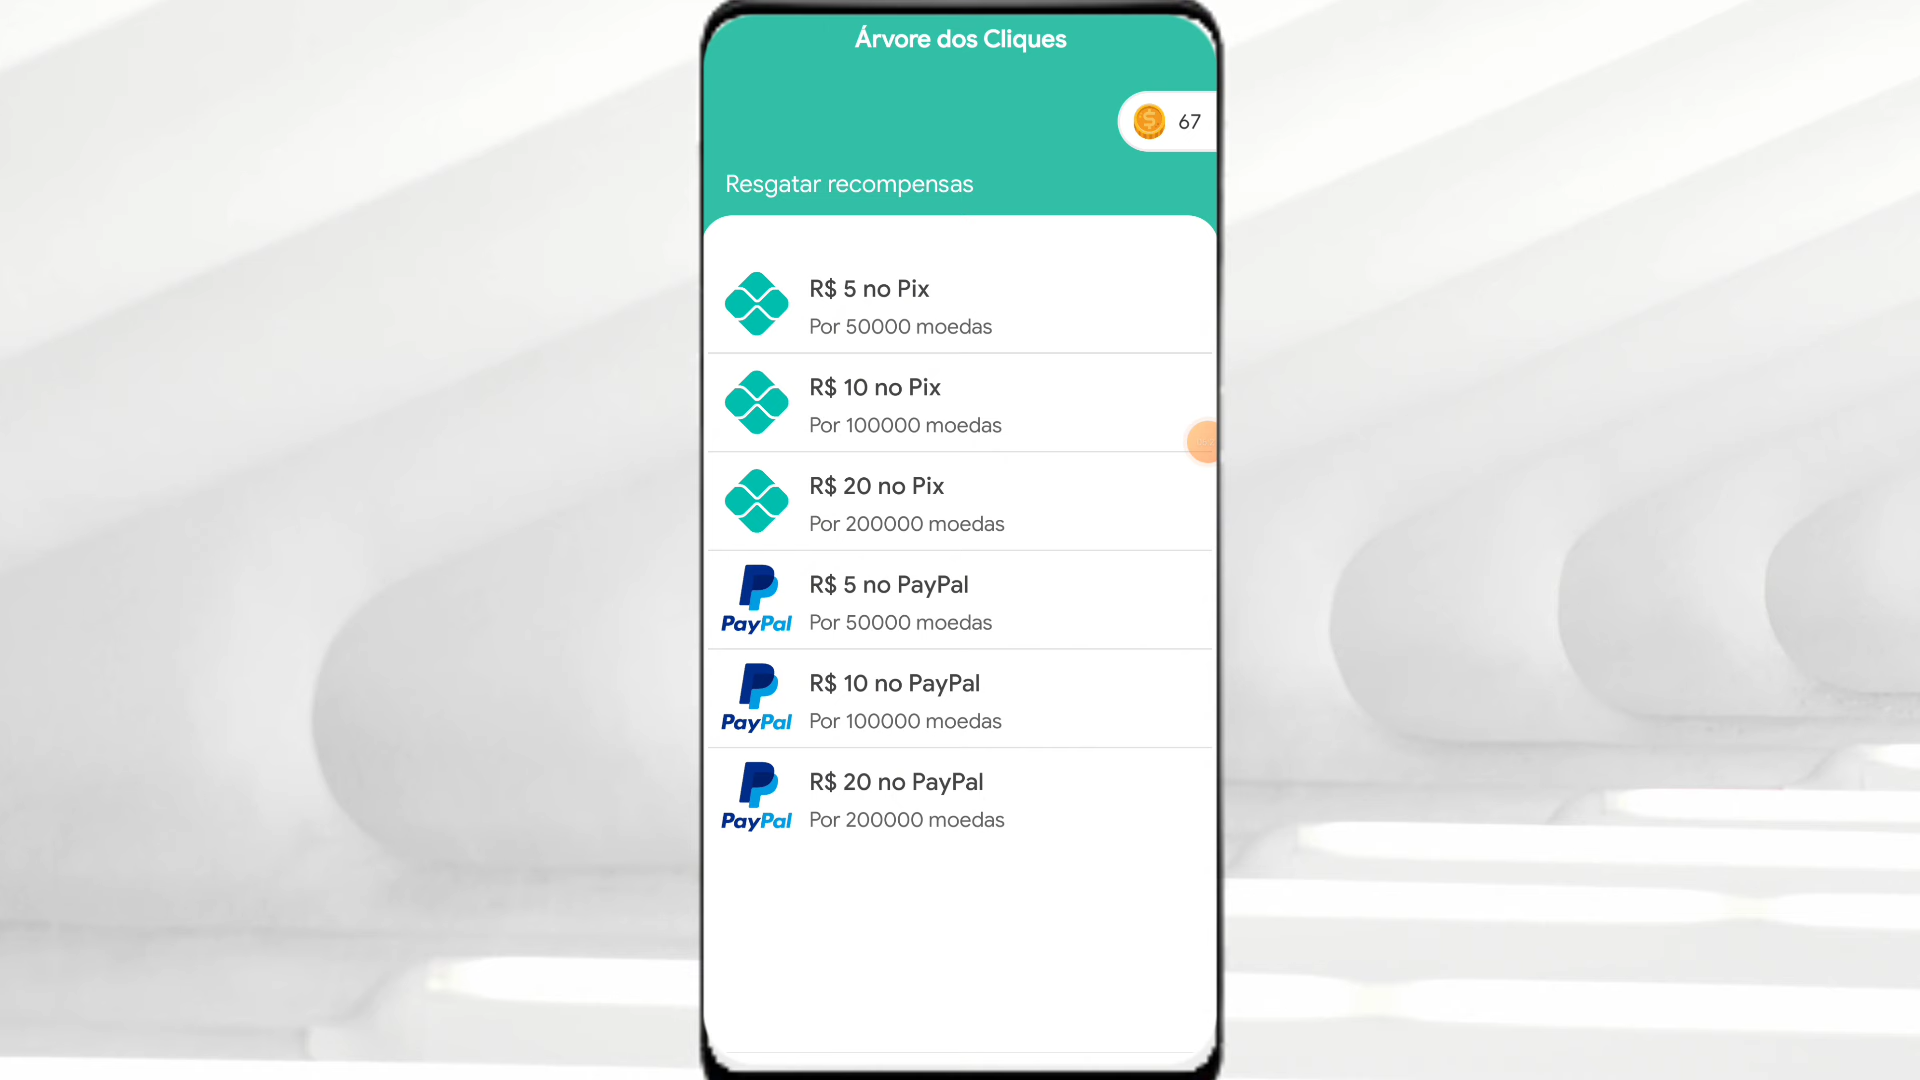 Árvore dos Cliques
67
Resgatar recompensas
R$ 5 no Pix
Por 50000 moedas
R$ 10 no Pix
Por 100000 moedas
R$ 20 no Pix
Por 200000 moedas
R$ 5 no PayPal
PayPal
Por 50000 moedas
R$ 10 no PayPal
PayPal
Por 100000 moedas
R$ 20 no PayPal
PayPal
Por 200000 moedas